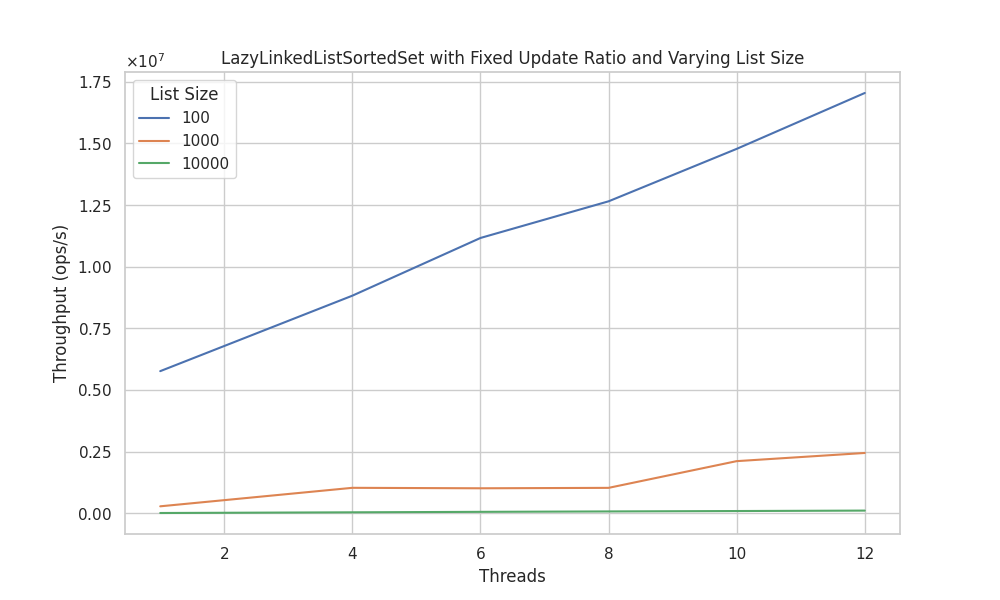 LazyLinkedListSortedSet with Fixed Update Ratio and Varying List Size
×10⁷
List Size
100
1000
10000
1.75
1.50
1.25
1.00
0.75
0.50
0.25
0.00
Throughput (ops/s)
2 4 6 8 10 12
Threads